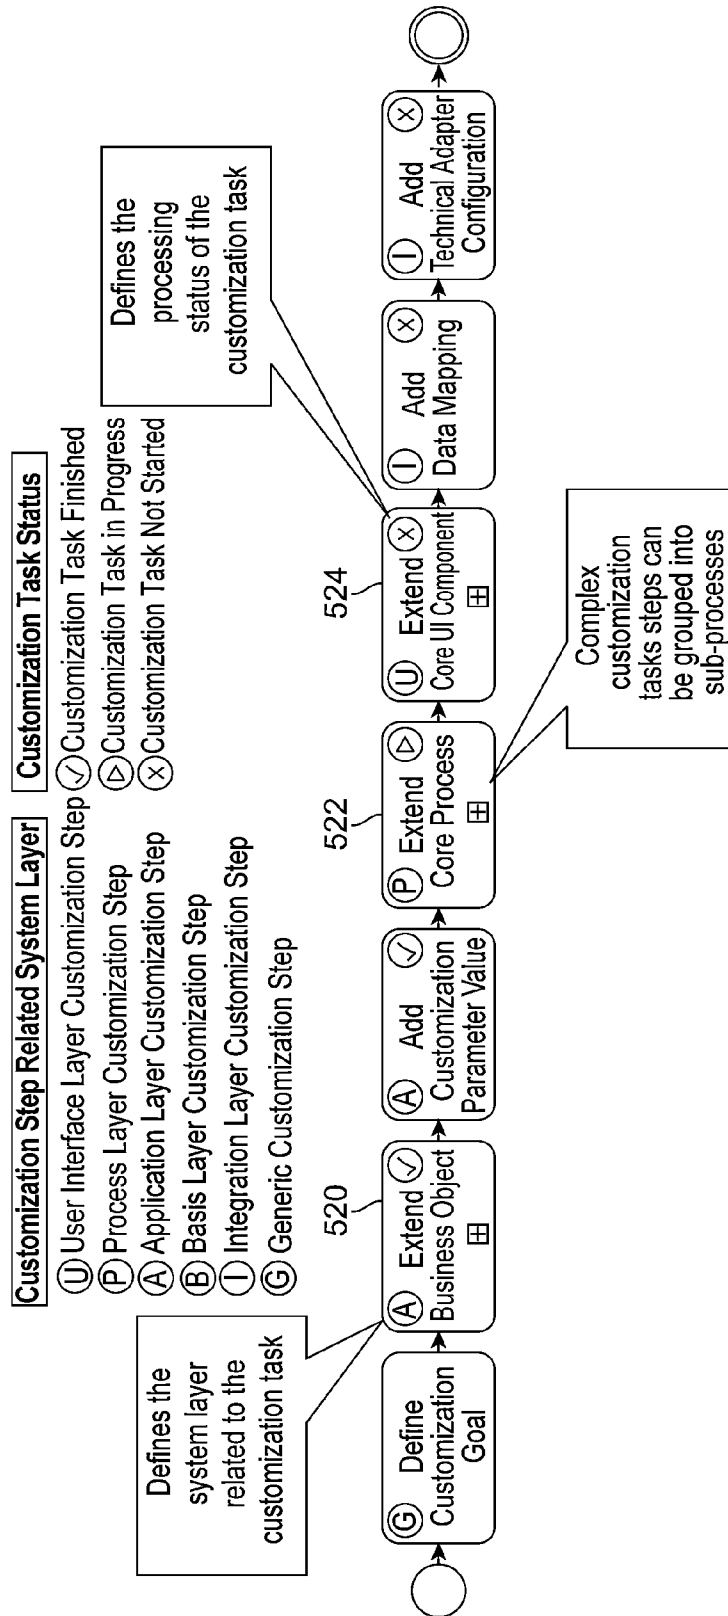 Customization Step Related System Layer
U User Interface Layer Customization Step
P Process Layer Customization Step
A Application Layer Customization Step
B Basis Layer Customization Step
I Integration Layer Customization Step
G Generic Customization Step
Customization Task Status
Customization Task Finished
Customization Task in Progress
Customization Task Not Started
Defines the
system layer
related to the
customization task
Defines the
processing
status of the
customization task
G Define
Customization
Goal
520
A Extend
Business Object
A Add
Customization
Parameter Value
522
P Extend
Core Process
524
U Extend
Core UI Component
I Add
Data Mapping
I Add
Technical Adapter
Configuration
Complex
customization
tasks steps can
be grouped into
sub-processes